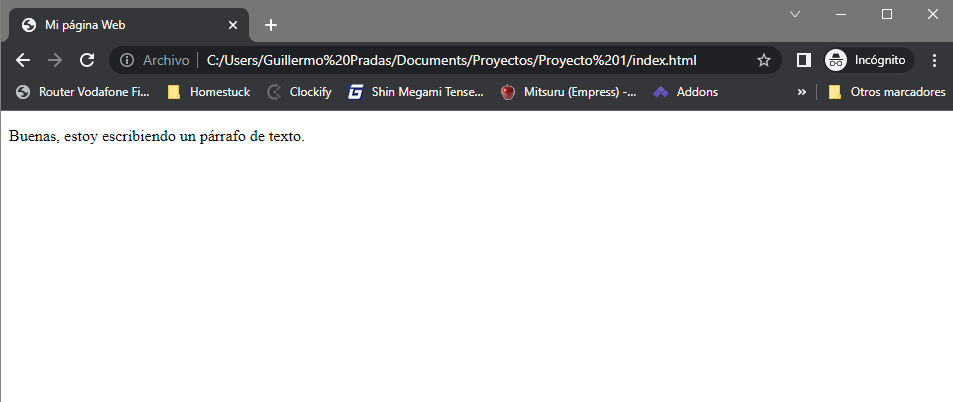 Mi página Web
Archivo C:/Users/Guillermo%20Pradas/Documents/Proyectos/Proyecto%201/index.html Incógnito
Router Vodafone Fi... Homestuck Clockify Shin Megami Tense... Mitsuru (Empress) -... Addons » Otros marcadores
Buenas, estoy escribiendo un párrafo de texto.